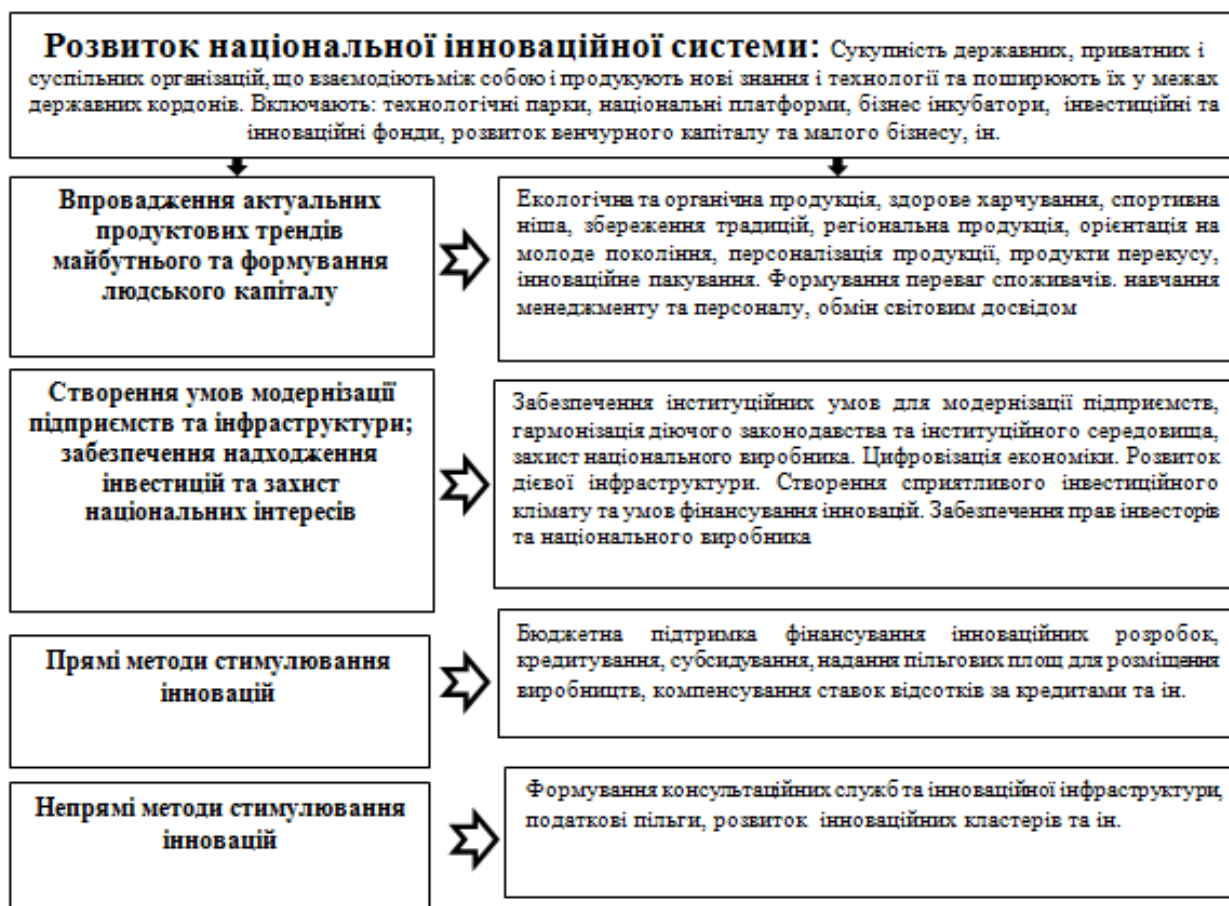 Розвиток національної інноваційної системи: Сукупність державних, приватних і
суспільних організацій, що взаємодіютьміж собою і продукують нові знання і технології та поширюють їх у межах
державних кордонів. Включають: технологічні парки, національні платформи, бізнес інкубатори, інвестиційні та
інноваційні фонди, розвиток венчурного капіталу та малого бізнесу, ін.
Впровадження актуальних
продуктових трендів
майбутнього та формування
людського капіталу
Екологічна та органічна продукція, здорове харчування, спортивна
ніша, збереження традицій, регіональна продукція, орієнтація на
молоде покоління, персоналізація продукції, продукти перекусу,
інноваційне пакування. Формування переваг споживачів. навчання
менеджменту та персоналу, обмін світовим досвідом
Створення умов модернізації
підприємств та інфраструктури;
забезпечення надходження
інвестицій та захист
національних інтересів
Забезпечення інституційних умов для модернізації підприємств,
гармонізація діючого законодавства та інституційного середовища,
захист національного виробника. Цифровізація економіки. Розвиток
дієвої інфраструктури. Створення сприятливого інвестиційного
клімату та умов фінансування інновацій. Забезпечення прав інвесторів
та національного виробника
Прямі методи стимулювання
інновацій
Бюджетна підтримка фінансування інноваційних розробок,
кредитування, субсидування, надання пільгових площ для розміщення
виробництв, компенсування ставок відсотків за кредитами та ін.
Непрямі методи стимулювання
інновацій
Формування консультаційних служб та інноваційної інфраструктури,
податкові пільги, розвиток інноваційних кластерів та ін.